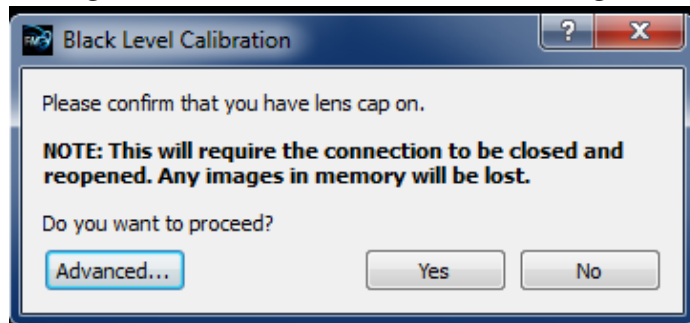 Black Level Calibration
Please confirm that you have lens cap on.
NOTE: This will require the connection to be closed and
reopened. Any images in memory will be lost.
Do you want to proceed?
Advanced... Yes No